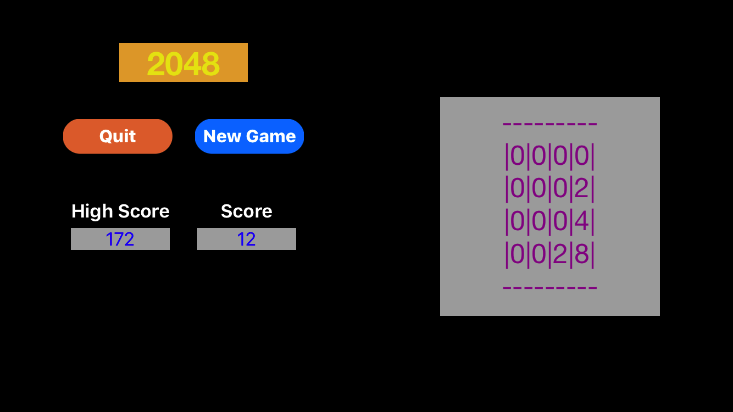 2048
Quit
New Game
High Score
Score
172
12
---------
|0|0|0|0|
|0|0|0|2|
|0|0|0|4|
|0|0|2|8|
---------